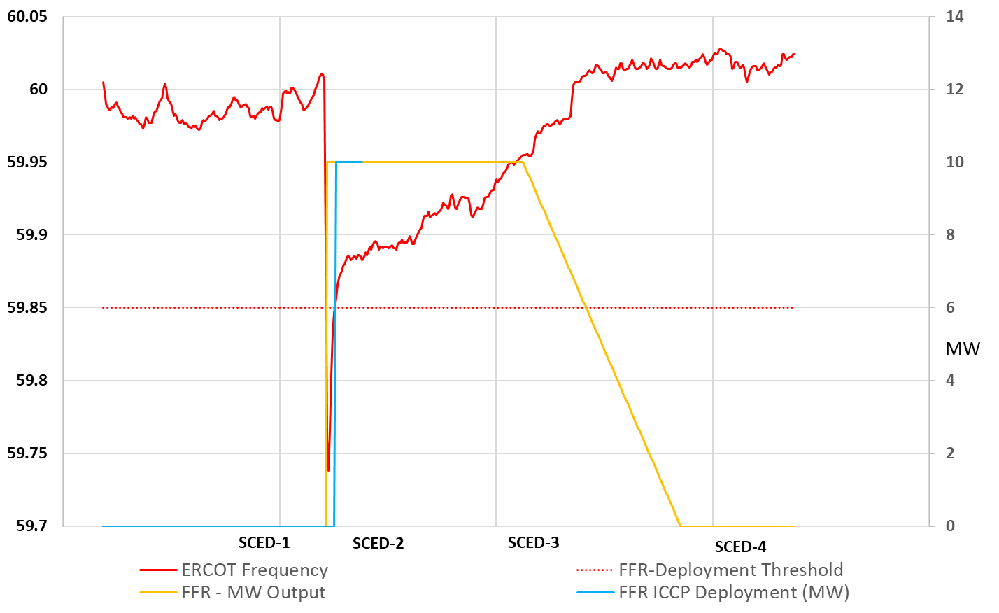 60.05
60
59.95
59.9
59.85
59.8
59.75
59.7
14
12
10
8
6
4
2
0
MW
SCED-1
SCED-2
SCED-3
SCED-4
ERCOT Frequency
FFR-Deployment Threshold
FFR - MW Output
FFR ICCP Deployment (MW)